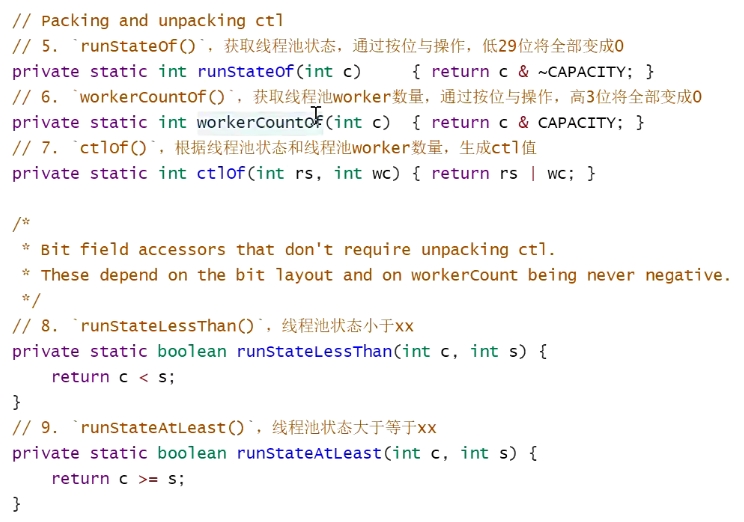 // Packing and unpacking ctl
// 5. `runStateOf()`，获取线程池状态，通过按位与操作，低29位将全部变成0
private static int runStateOf(int c)     { return c & ~CAPACITY; }
// 6. `workerCountOf()`，获取线程池worker数量，通过按位与操作，高3位将全部变成0
private static int workerCountOf(int c)  { return c & CAPACITY; }
// 7. `ctlOf()`，根据线程池状态和线程池worker数量，生成ctl值
private static int ctlOf(int rs, int wc) { return rs | wc; }
/*
 * Bit field accessors that don't require unpacking ctl.
 * These depend on the bit layout and on workerCount being never negative.
 */
// 8. `runStateLessThan()`，线程池状态小于xx
private static boolean runStateLessThan(int c, int s) {
    return c < s;
}
// 9. `runStateAtLeast()`，线程池状态大于等于xx
private static boolean runStateAtLeast(int c, int s) {
    return c >= s;
}